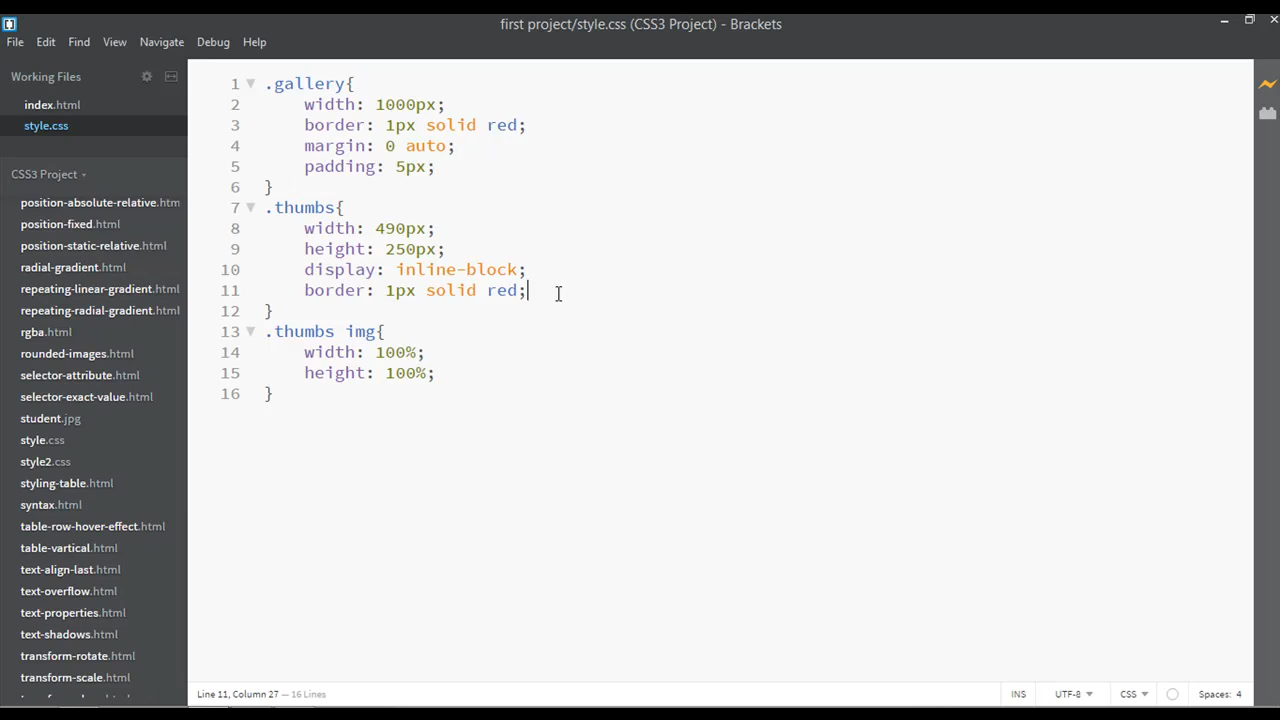 first project/style.css (CSS3 Project) - Brackets
File Edit Find View Navigate Debug Help
Working Files
index.html
style.css
CSS3 Project
position-absolute-relative.htm
position-fixed.html
position-static-relative.html
radial-gradient.html
repeating-linear-gradient.html
repeating-radial-gradient.html
rgba.html
rounded-images.html
selector-attribute.html
selector-exact-value.html
student.jpg
style.css
style2.css
styling-table.html
syntax.html
table-row-hover-effect.html
table-vartical.html
text-align-last.html
text-overflow.html
text-properties.html
text-shadows.html
transform-rotate.html
transform-scale.html
1 .gallery{
2 width: 1000px;
3 border: 1px solid red;
4 margin: 0 auto;
5 padding: 5px;
6 }
7 .thumbs{
8 width: 490px;
9 height: 250px;
10 display: inline-block;
11 border: 1px solid red;
12 }
13 .thumbs img{
14 width: 100%;
15 height: 100%;
16 }
Line 11, Column 27 — 16 Lines
INS UTF-8 CSS Spaces: 4